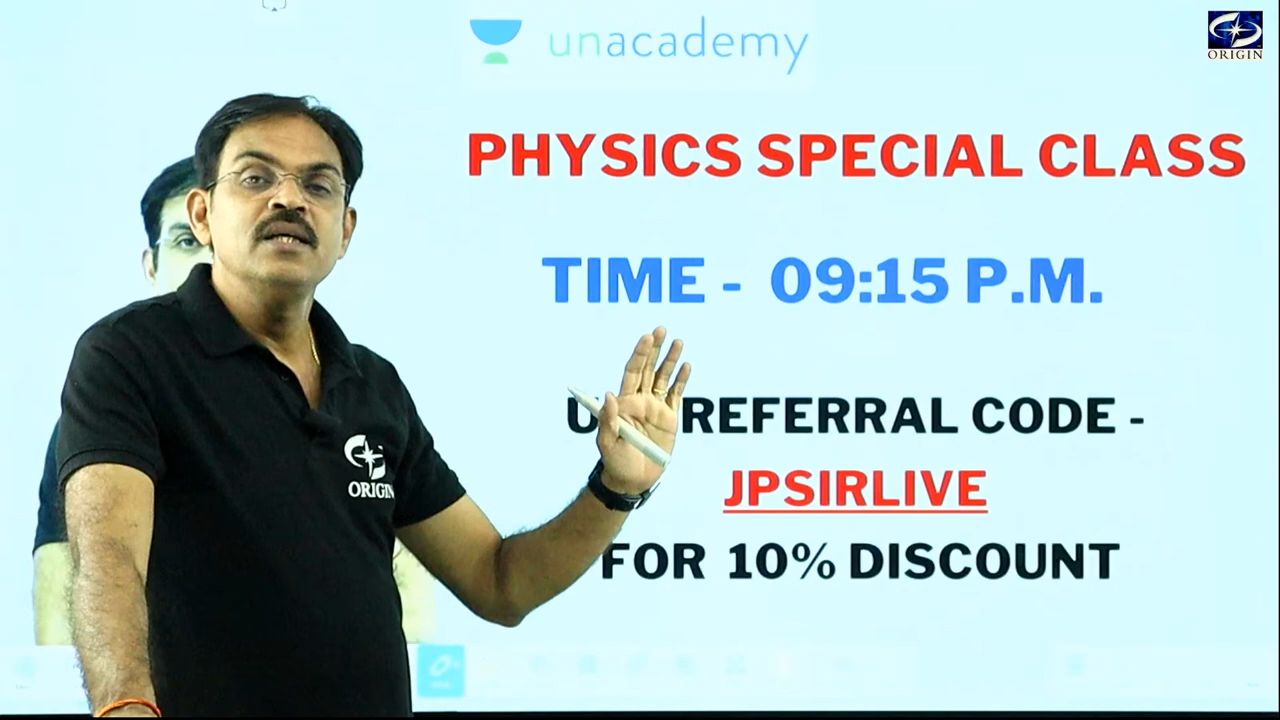 unacademy
ORIGIN
PHYSICS SPECIAL CLASS
TIME - 09:15 P.M.
REFERRAL CODE -
JPSIRLIVE
FOR 10% DISCOUNT
ORIGIN